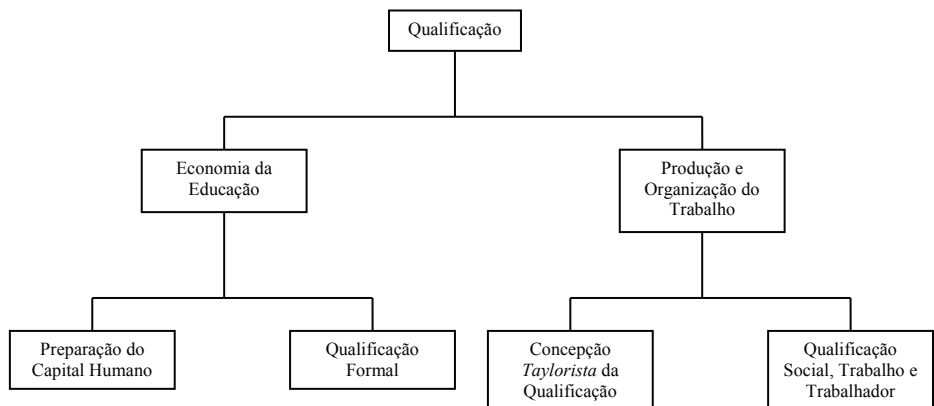 Qualificação
Economia da
Educação
Produção e
Organização do
Trabalho
Preparação do
Capital Humano
Qualificação
Formal
Concepção
Taylorista da
Qualificação
Qualificação
Social, Trabalho e
Trabalhador